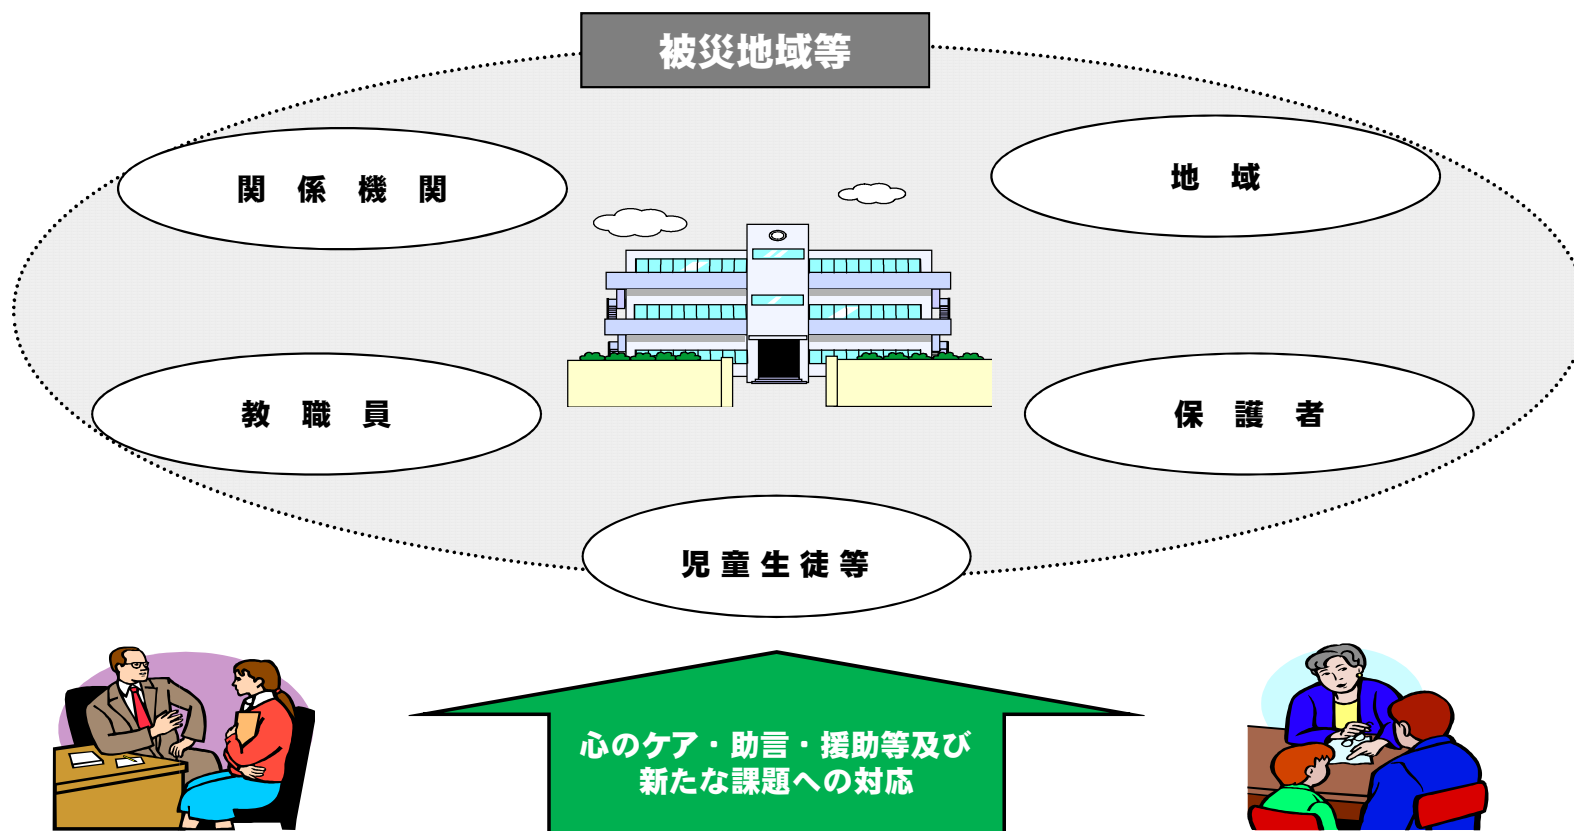 被災地域等
関係機関
地域
教職員
保護者
児童生徒等
心のケア・助言・援助等及び
新たな課題への対応